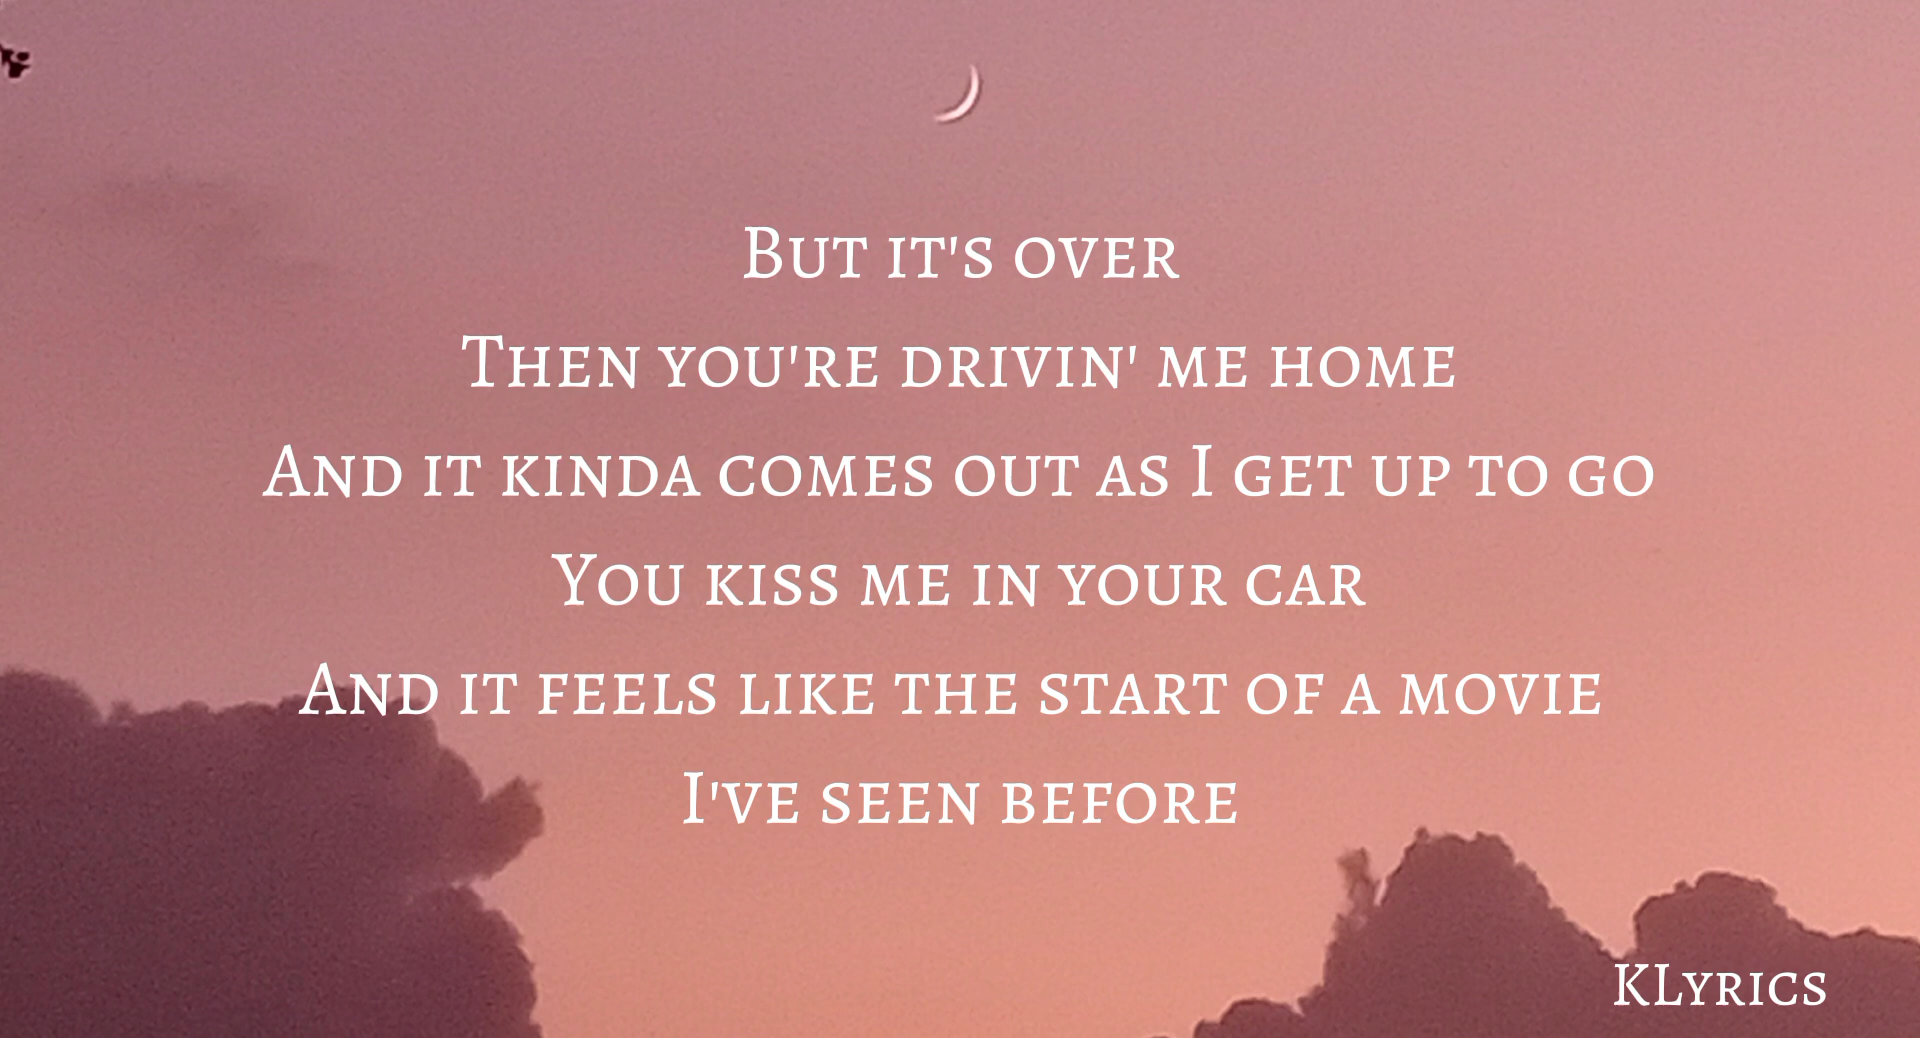 But it's over
Then you're drivin' me home
And it kinda comes out as I get up to go
You kiss me in your car
And it feels like the start of a movie
I've seen before
KLyrics